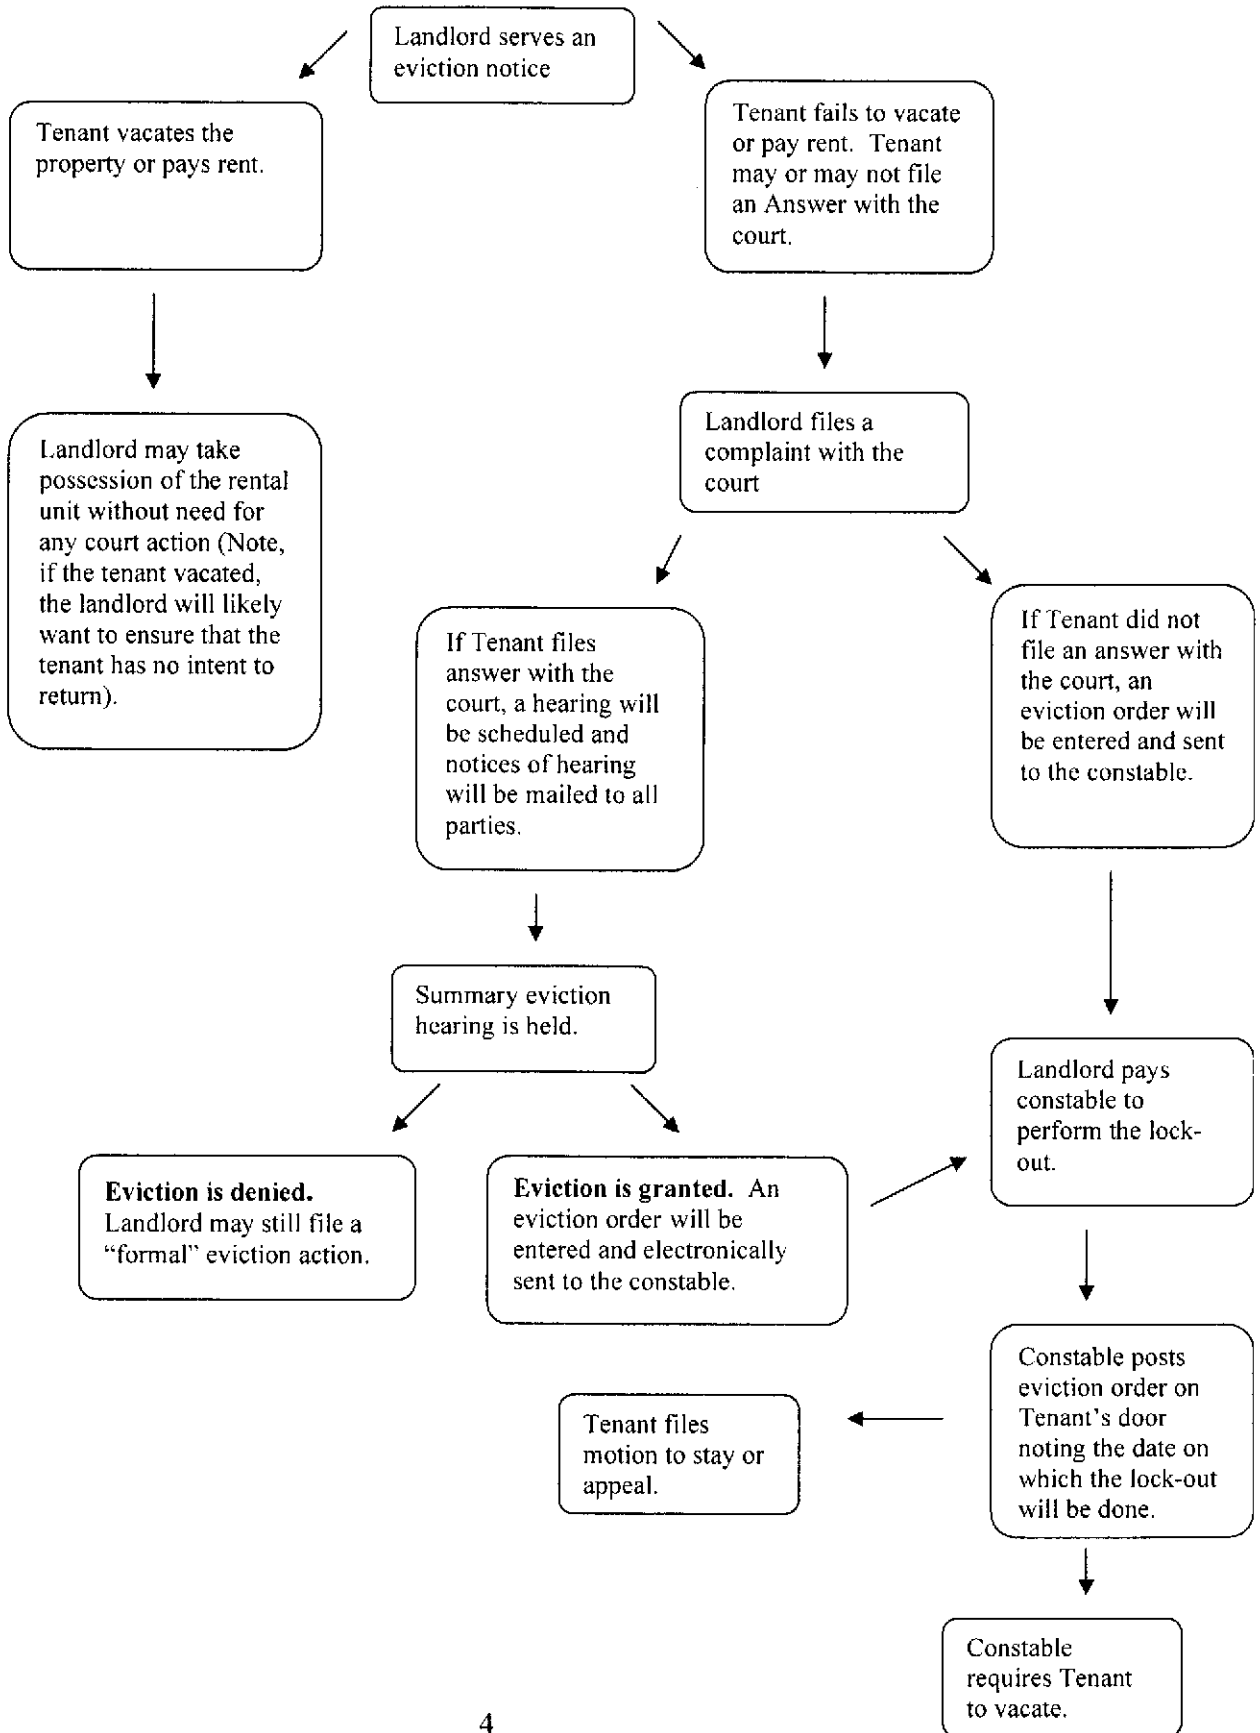 Landlord serves an
eviction notice
Tenant vacates the
property or pays rent.
Tenant fails to vacate
or pay rent.  Tenant
may or may not file
an Answer with the
court.
Landlord may take
possession of the rental
unit without need for
any court action (Note,
if the tenant vacated,
the landlord will likely
want to ensure that the
tenant has no intent to
return).
Landlord files a
complaint with the
court
If Tenant files
answer with the
court, a hearing will
be scheduled and
notices of hearing
will be mailed to all
parties.
If Tenant did not
file an answer with
the court, an
eviction order will
be entered and sent
to the constable.
Summary eviction
hearing is held.
Landlord pays
constable to
perform the lock-
out.
Eviction is denied.
Landlord may still file a
“formal” eviction action.
Eviction is granted.  An
eviction order will be
entered and electronically
sent to the constable.
Constable posts
eviction order on
Tenant’s door
noting the date on
which the lock-out
will be done.
Tenant files
motion to stay or
appeal.
Constable
requires Tenant
to vacate.
4